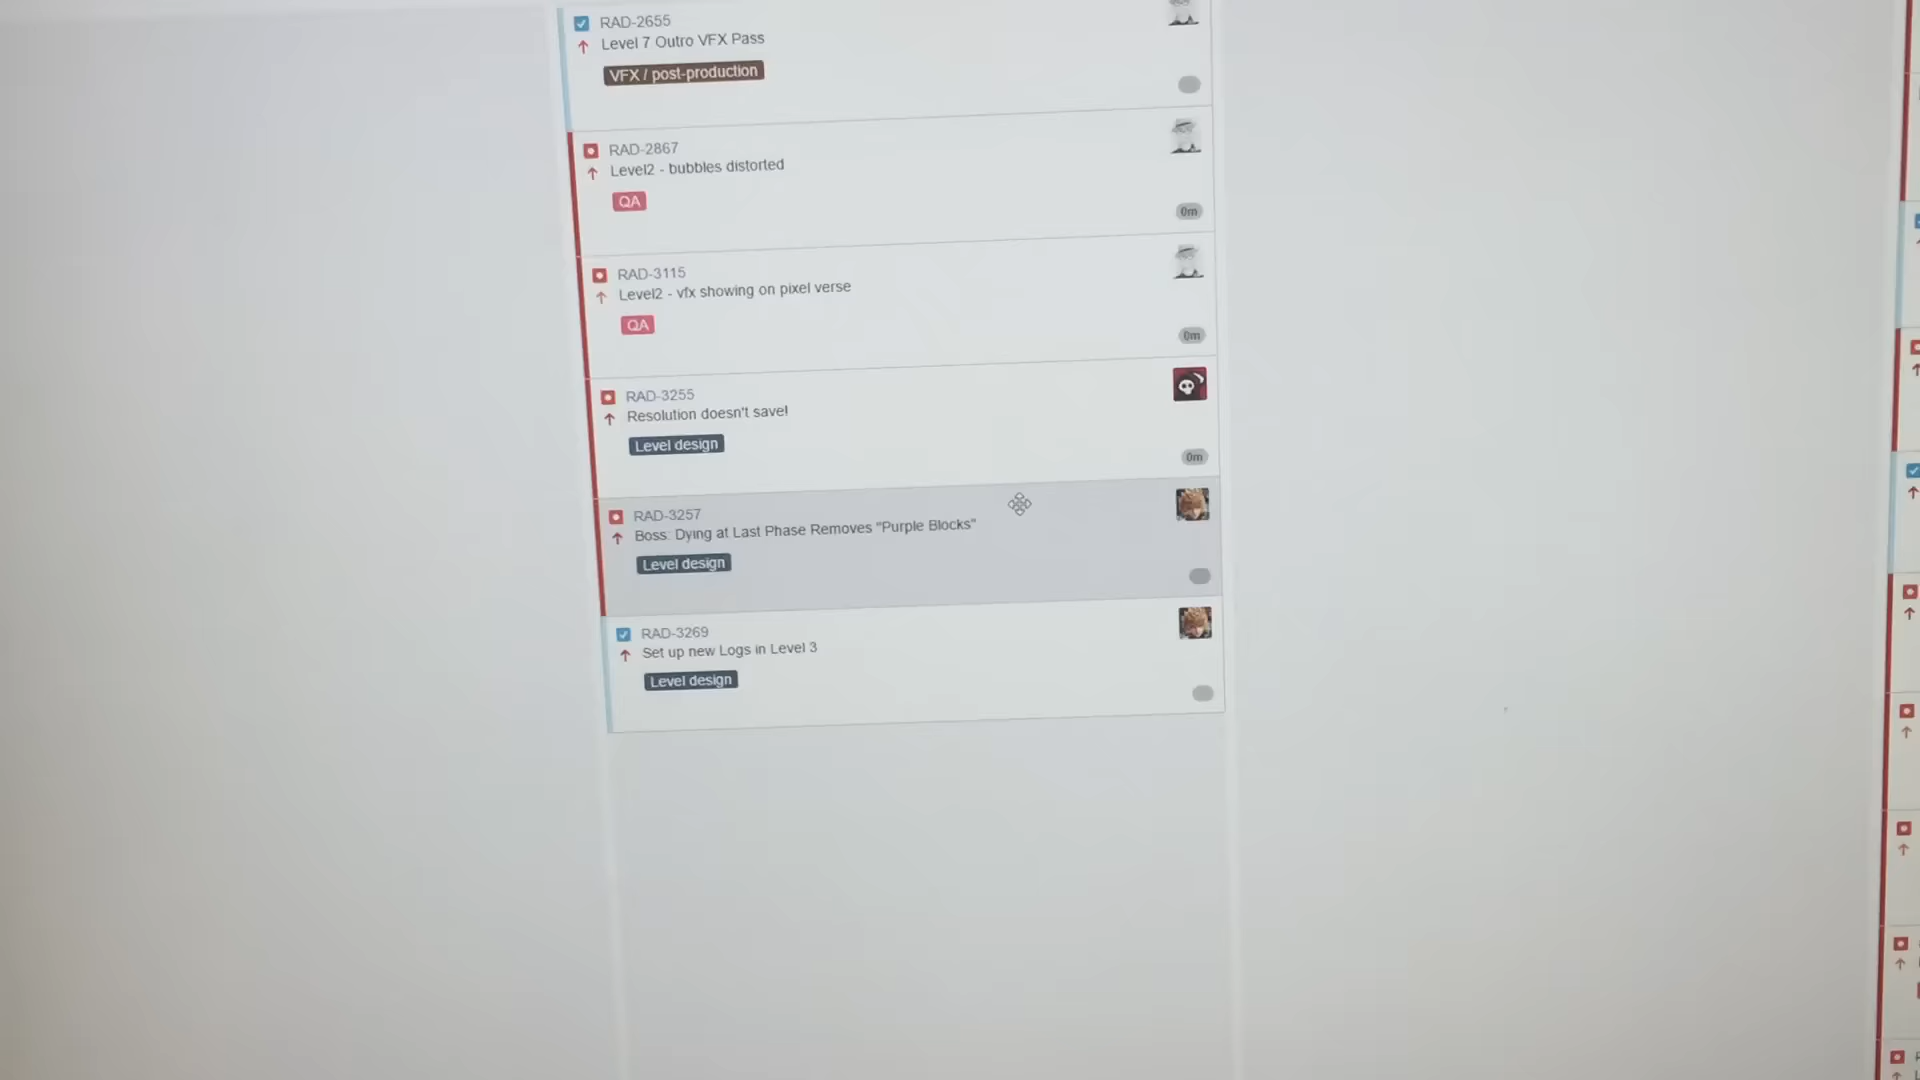 RAD-2655
Level 7 Outro VFX Pass
VFX / post-production
RAD-2867
Level2 - bubbles distorted
QA
0m
RAD-3115
Level2 - vfx showing on pixel verse
QA
0m
RAD-3255
Resolution doesn't save!
Level design
0m
RAD-3257
Boss: Dying at Last Phase Removes "Purple Blocks"
Level design
RAD-3269
Set up new Logs in Level 3
Level design